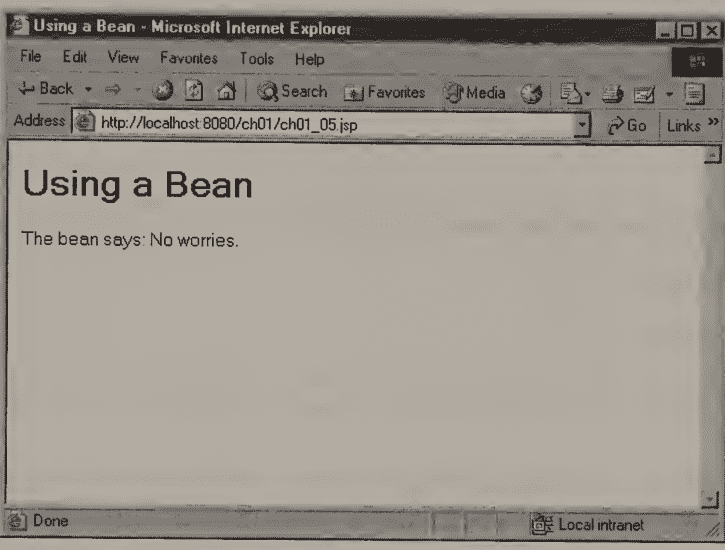 Using a Bean - Microsoft Internet Explorer
File Edit View Favorites Tools Help
Back Search Favorites Media
Address http://localhost:8080/ch01/ch01_05.jsp Go Links »
Using a Bean
The bean says: No worries.
Done Local intranet